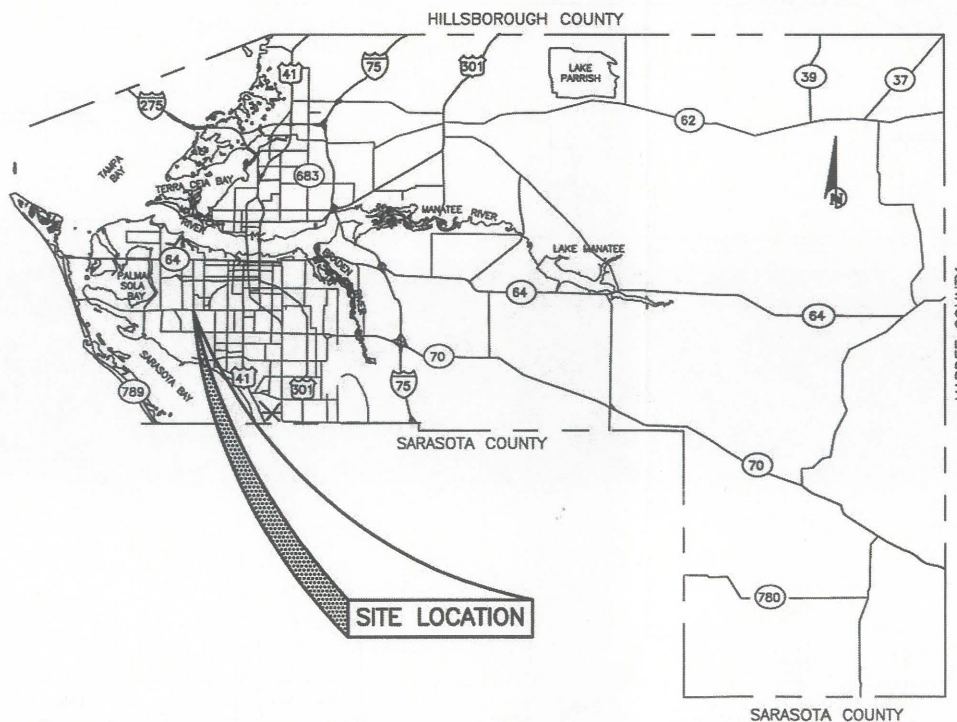 HILLSBOROUGH COUNTY
41
75
301
LAKE
PARRISH
39
37
275
62
TAMPA
BAY
TERRA CEIA BAY
683
N
MANATEE RIVER
RIVER
64
BRADEN
RIVER
LAKE MANATEE
PALMA
SOLA
BAY
64
64
SARASOTA BAY
70
789
41
301
75
SARASOTA COUNTY
70
SITE LOCATION
780
SARASOTA COUNTY